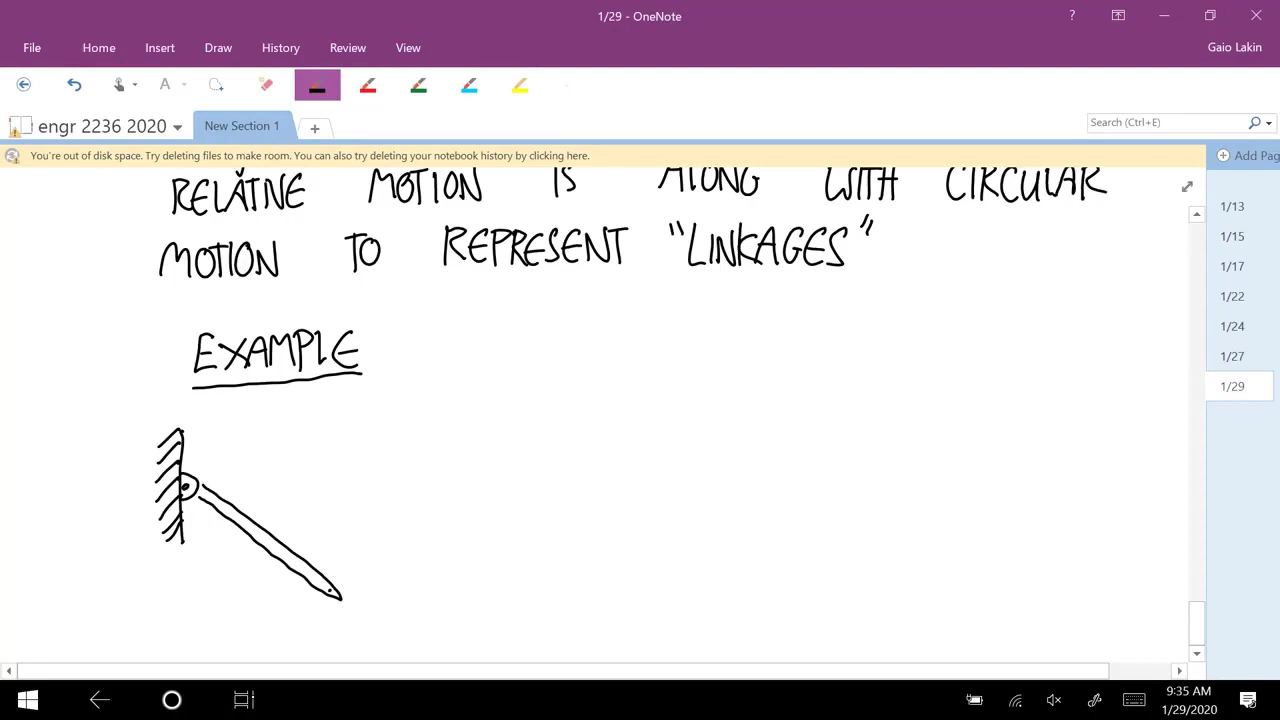 1/29 - OneNote
?
File Home Insert Draw History Review View
Gaio Lakin
A
engr 2236 2020
New Section 1
+
Search (Ctrl+E)
You're out of disk space. Try deleting files to make room. You can also try deleting your notebook history by clicking here.
Add Pag
RELATIVE MOTION IS ALONG WITH CIRCULAR
MOTION TO REPRESENT "LINKAGES"
EXAMPLE
1/13
1/15
1/17
1/22
1/24
1/27
1/29
9:35 AM
1/29/2020